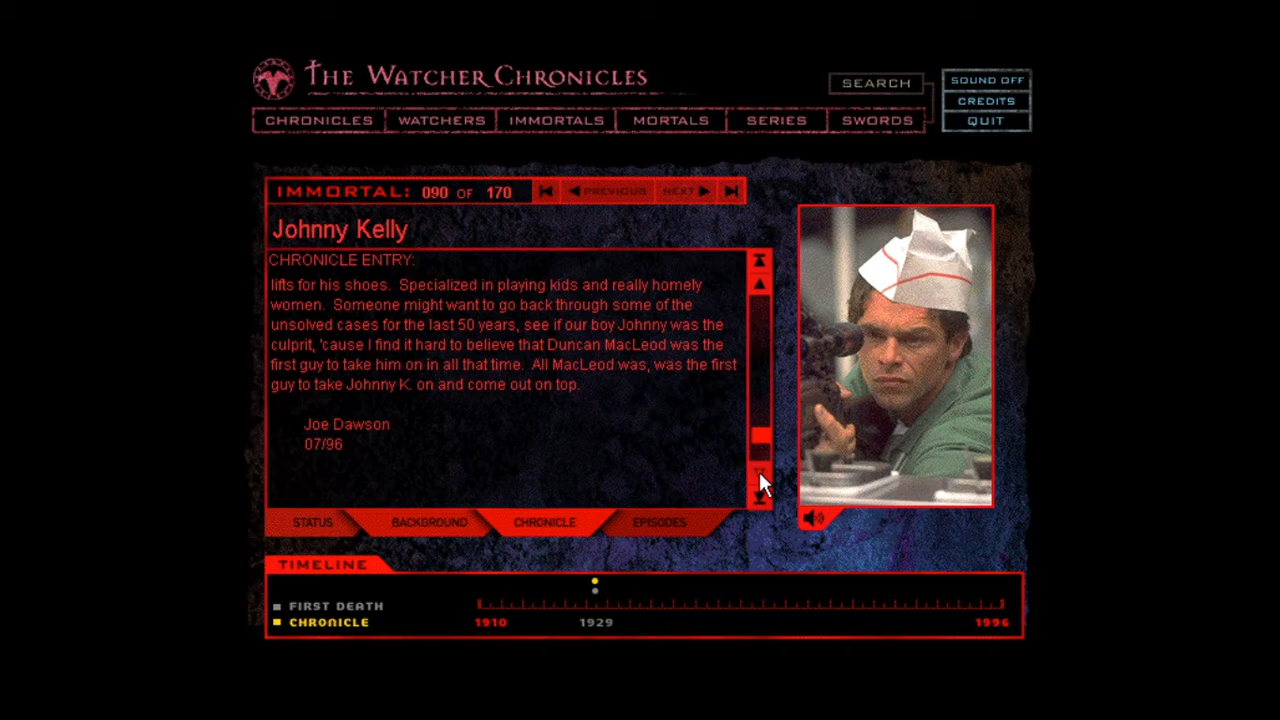 THE WATCHER CHRONICLES
SEARCH
SOUND OFF
CREDITS
QUIT
CHRONICLES WATCHERS IMMORTALS MORTALS SERIES SWORDS
IMMORTAL: 090 OF 170 PREVIOUS NEXT
Johnny Kelly
CHRONICLE ENTRY:
lifts for his shoes. Specialized in playing kids and really homely
women. Someone might want to go back through some of the
unsolved cases for the last 50 years, see if our boy Johnny was the
culprit, 'cause I find it hard to believe that Duncan MacLeod was the
first guy to take him on in all that time. All MacLeod was, was the first
guy to take Johnny K. on and come out on top.
Joe Dawson
07/96
STATUS BACKGROUND CHRONICLE EPISODES
TIMELINE
FIRST DEATH
CHRONICLE
1910 1929 1996